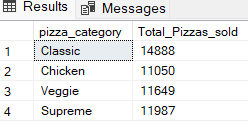 Results Messages
pizza_category Total_Pizzas_sold
1 Classic 14888
2 Chicken 11050
3 Veggie 11649
4 Supreme 11987